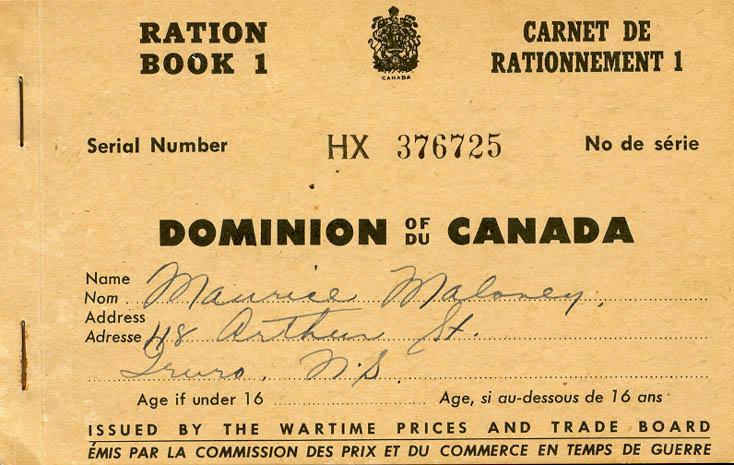 RATION BOOK 1
CANADA
CARNET DE RATIONNEMENT 1
Serial Number HX 376725 No de série
DOMINION OF DU CANADA
Name
Nom Maurice Maloney,
Address
Adresse 118 Arthur St.
Truro, N.S.
Age if under 16 Age, si au-dessous de 16 ans
ISSUED BY THE WARTIME PRICES AND TRADE BOARD
ÉMIS PAR LA COMMISSION DES PRIX ET DU COMMERCE EN TEMPS DE GUERRE